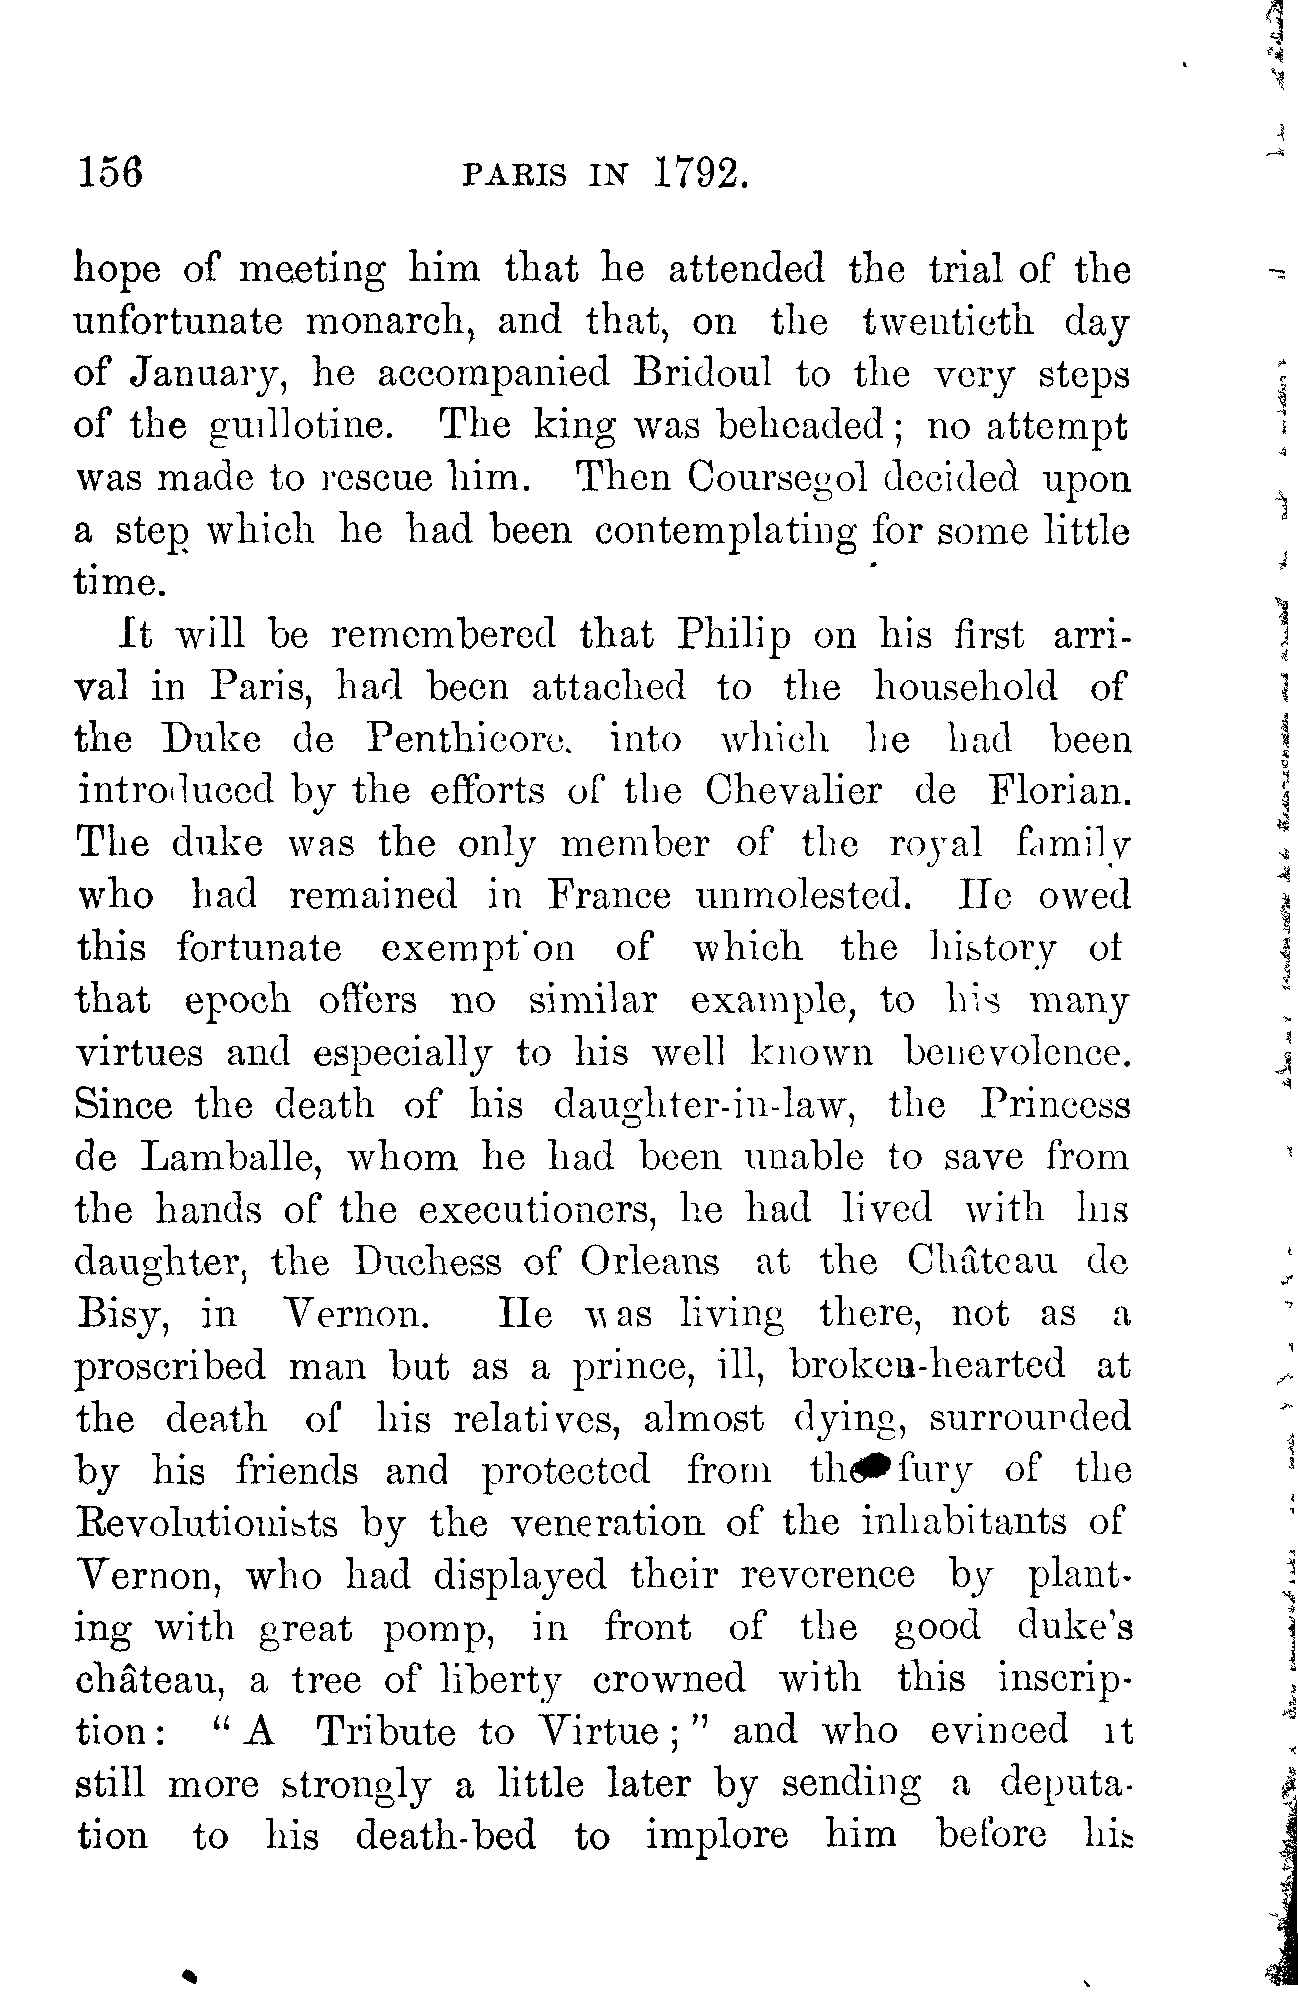 156 PARIS IN 1792.
hope of meeting him that he attended the trial of the
unfortunate monarch, and that, on the twentieth day
of January, he accompanied Bridoul to the very steps
of the guillotine. The king was beheaded; no attempt
was made to rescue him. Then Coursegol decided upon
a step which he had been contemplating for some little
time.
It will be remembered that Philip on his first arri-
val in Paris, had been attached to the household of
the Duke de Penthieore. into which he had been
introduced by the efforts of the Chevalier de Florian.
The duke was the only member of the royal family
who had remained in France unmolested. He owed
this fortunate exemption of which the history of
that epoch offers no similar example, to his many
virtues and especially to his well known benevolence.
Since the death of his daughter-in-law, the Princess
de Lamballe, whom he had been unable to save from
the hands of the executioners, he had lived with his
daughter, the Duchess of Orleans at the Château de
Bisy, in Vernon. He was living there, not as a
proscribed man but as a prince, ill, broken-hearted at
the death of his relatives, almost dying, surrounded
by his friends and protected from the fury of the
Revolutionists by the veneration of the inhabitants of
Vernon, who had displayed their reverence by plant-
ing with great pomp, in front of the good duke's
château, a tree of liberty crowned with this inscrip-
tion: "A Tribute to Virtue;" and who evinced it
still more strongly a little later by sending a deputa-
tion to his death-bed to implore him before his